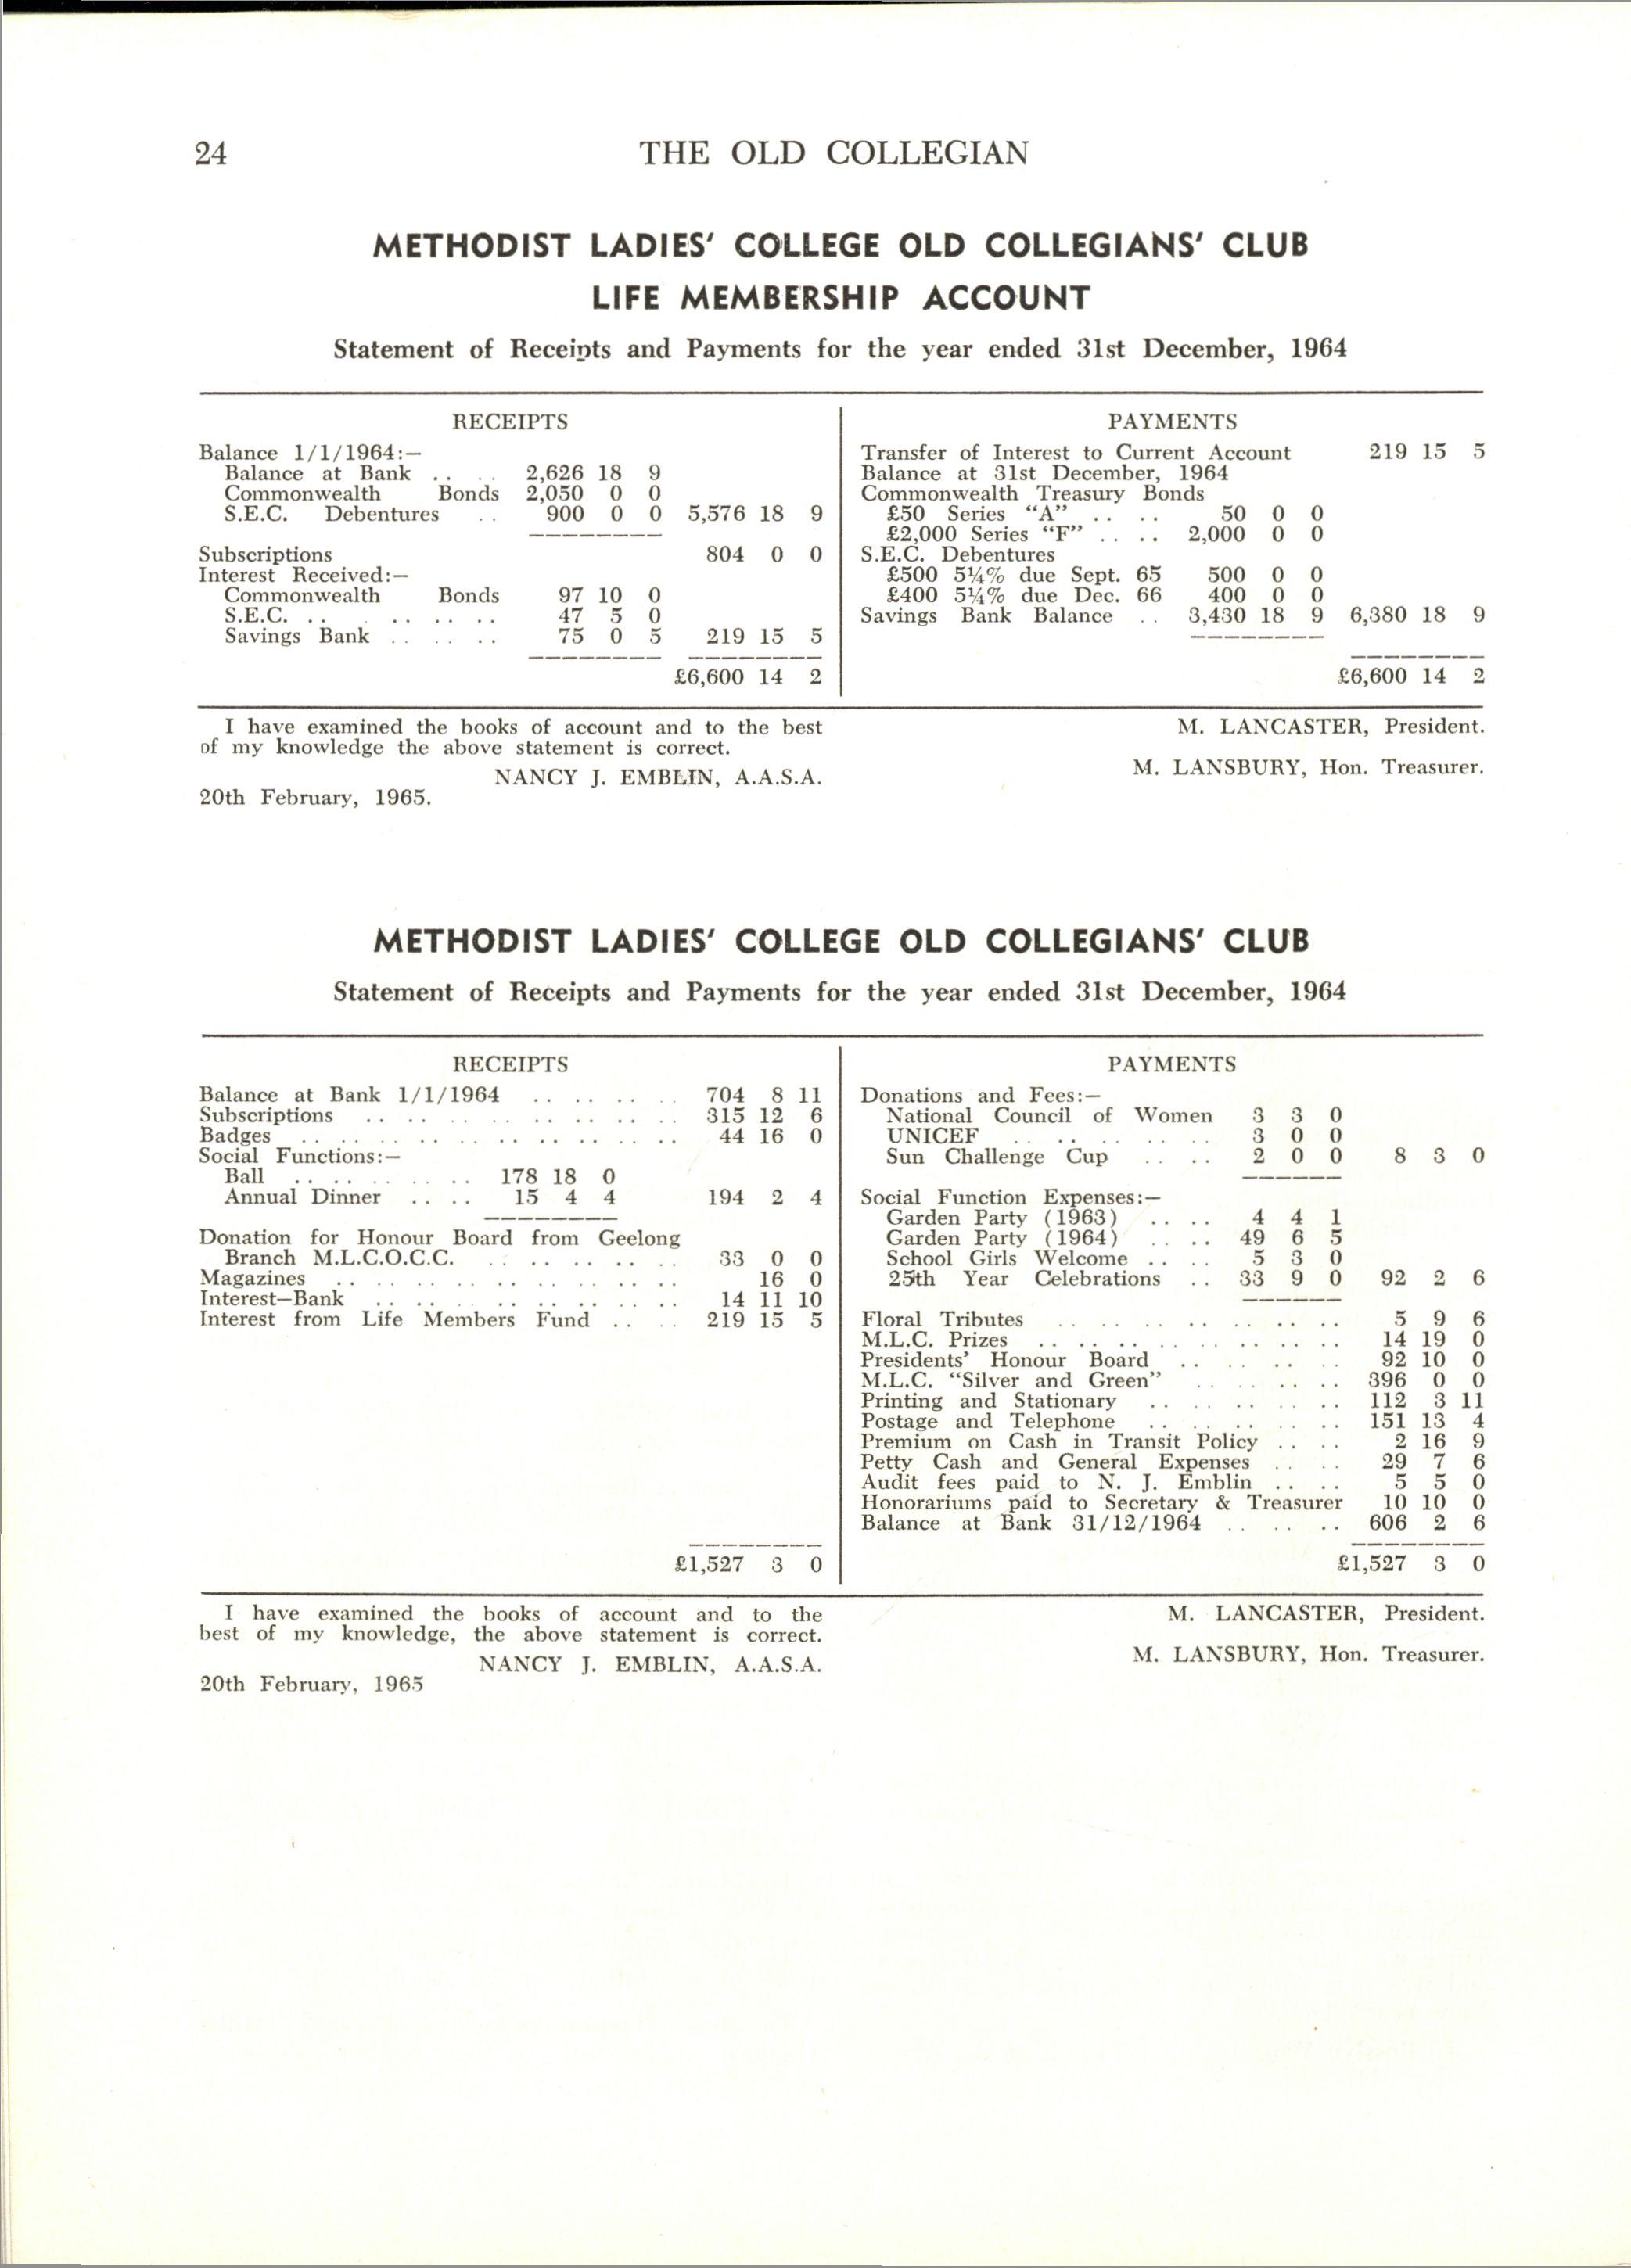 24 THE OLD COLLEGIAN
METHODIST LADIES' COLLEGE OLD COLLEGIANS' CLUB
LIFE MEMBERSHIP ACCOUNT
Statement of Receipts and Payments for the year ended 31st December, 1964
RECEIPTS
Balance 1/1/1964:—
Balance at Bank .. .. 2,626 18 9
Commonwealth Bonds 2,050 0 0
S.E.C. Debentures .. 900 0 0 5,576 18 9
Subscriptions 804 0 0
Interest Received:—
Commonwealth Bonds 97 10 0
S.E.C. .. .. .. .. 47 5 0
Savings Bank .. .. .. 75 0 5 219 15 5
£6,600 14 2
PAYMENTS
Transfer of Interest to Current Account 219 15 5
Balance at 31st December, 1964
Commonwealth Treasury Bonds
£50 Series "A" .. .. 50 0 0
£2,000 Series "F" .. .. 2,000 0 0
S.E.C. Debentures
£500 5¼% due Sept. 65 500 0 0
£400 5¼% due Dec. 66 400 0 0
Savings Bank Balance .. 3,430 18 9 6,380 18 9
£6,600 14 2
I have examined the books of account and to the best
of my knowledge the above statement is correct.
NANCY J. EMBLIN, A.A.S.A.
20th February, 1965.
M. LANCASTER, President.
M. LANSBURY, Hon. Treasurer.
METHODIST LADIES' COLLEGE OLD COLLEGIANS' CLUB
Statement of Receipts and Payments for the year ended 31st December, 1964
RECEIPTS
Balance at Bank 1/1/1964 .. .. .. .. 704 8 11
Subscriptions .. .. .. .. .. .. .. .. 315 12 6
Badges .. .. .. .. .. .. .. .. .. .. 44 16 0
Social Functions:—
Ball .. .. .. .. .. 178 18 0
Annual Dinner .. .. 15 4 4 194 2 4
Donation for Honour Board from Geelong
Branch M.L.C.O.C.C. .. .. .. .. .. 33 0 0
Magazines .. .. .. .. .. .. .. .. .. 16 0
Interest—Bank .. .. .. .. .. .. .. .. 14 11 10
Interest from Life Members Fund .. .. 219 15 5
£1,527 3 0
PAYMENTS
Donations and Fees:—
National Council of Women 3 3 0
UNICEF .. .. .. .. .. 3 0 0
Sun Challenge Cup .. .. 2 0 0 8 3 0
Social Function Expenses:—
Garden Party (1963) .. .. 4 4 1
Garden Party (1964) .. .. 49 6 5
School Girls Welcome .. .. 5 3 0
25th Year Celebrations .. 33 9 0 92 2 6
Floral Tributes .. .. .. .. .. .. .. 5 9 6
M.L.C. Prizes .. .. .. .. .. .. .. .. 14 19 0
Presidents' Honour Board .. .. .. .. 92 10 0
M.L.C. "Silver and Green" .. .. .. .. 396 0 0
Printing and Stationary .. .. .. .. .. 112 3 11
Postage and Telephone .. .. .. .. .. 151 13 4
Premium on Cash in Transit Policy .. .. 2 16 9
Petty Cash and General Expenses .. .. 29 7 6
Audit fees paid to N. J. Emblin .. .. 5 5 0
Honorariums paid to Secretary & Treasurer 10 10 0
Balance at Bank 31/12/1964 .. .. .. 606 2 6
£1,527 3 0
I have examined the books of account and to the
best of my knowledge, the above statement is correct.
NANCY J. EMBLIN, A.A.S.A.
20th February, 1965
M. LANCASTER, President.
M. LANSBURY, Hon. Treasurer.